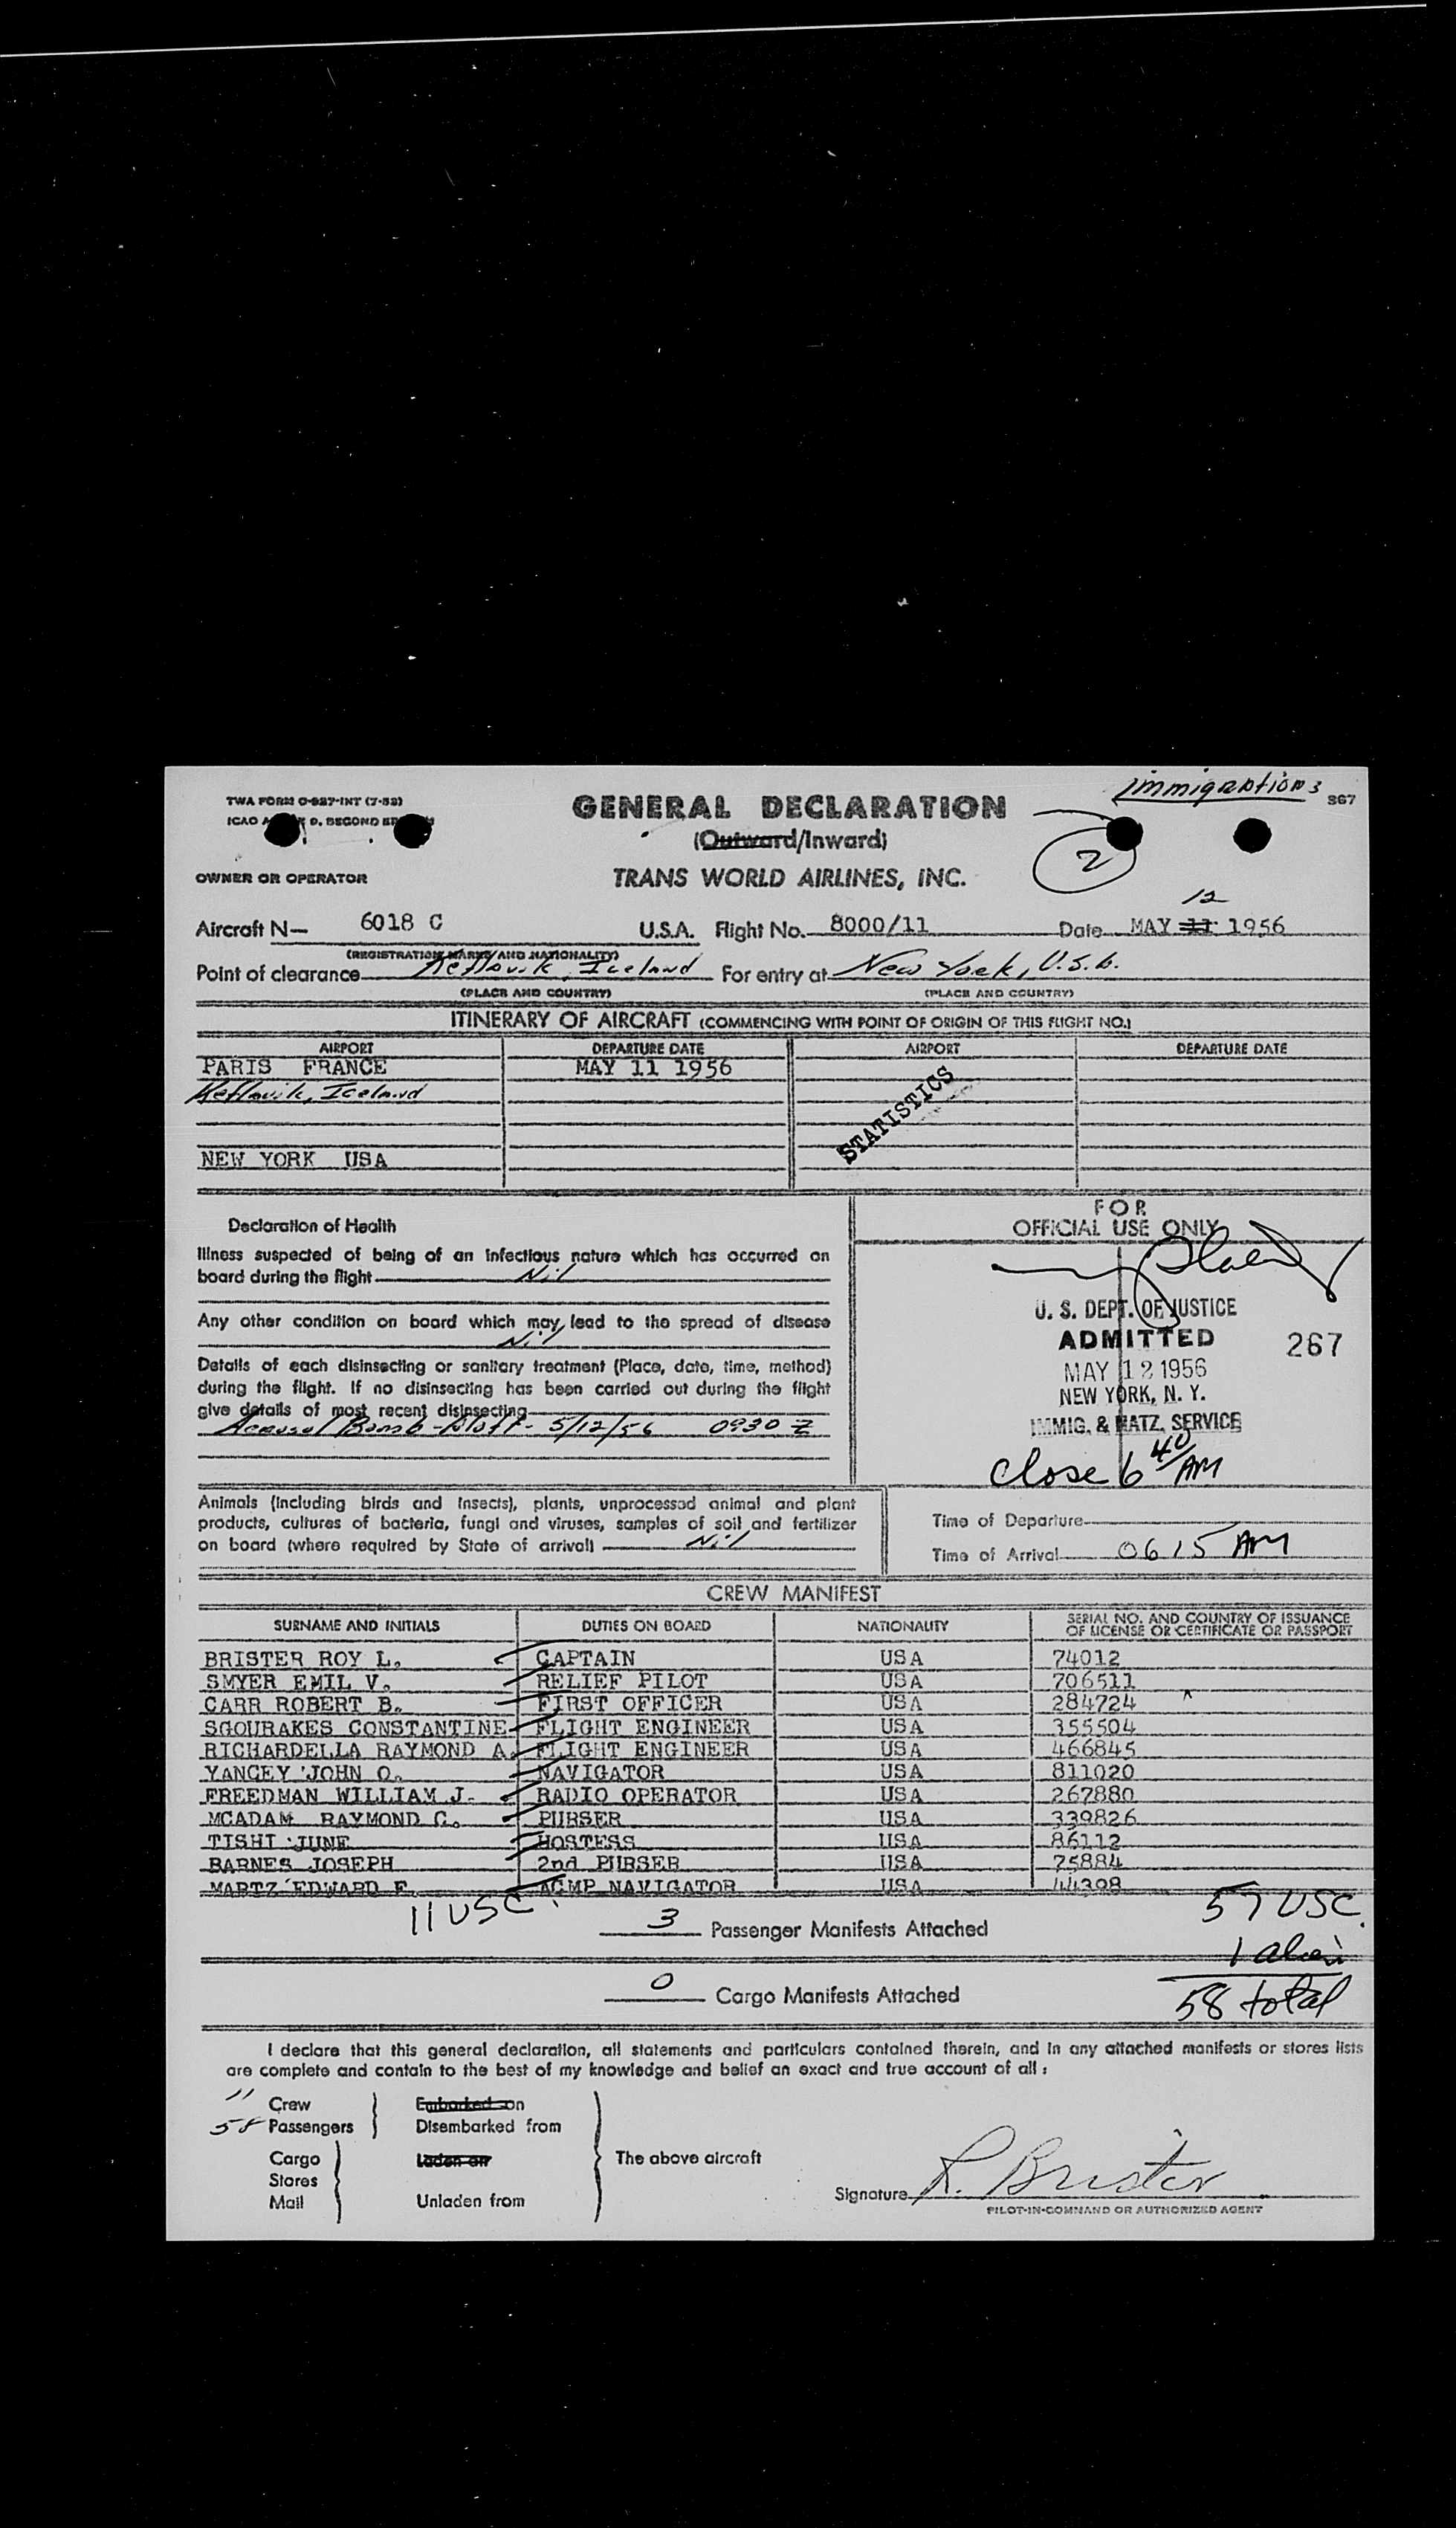 TWA FORM O-927-INT (7-53)
immigrations
367
GENERAL DECLARATION
(Outward/Inward)
2
OWNER OR OPERATOR
TRANS WORLD AIRLINES, INC.
12
Aircraft N— 6018 C U.S.A. Flight No. 8000/11 Date MAY 11 1956
(REGISTRATION MARKS AND NATIONALITY)
Point of clearance Keflavik, Iceland For entry at New York, U.S.A.
(PLACE AND COUNTRY) (PLACE AND COUNTRY)
ITINERARY OF AIRCRAFT (COMMENCING WITH POINT OF ORIGIN OF THIS FLIGHT NO.)
AIRPORT DEPARTURE DATE AIRPORT DEPARTURE DATE
PARIS FRANCE MAY 11 1956
Keflavik, Iceland
STATISTICS
NEW YORK USA
FOR
OFFICIAL USE ONLY
Declaration of Health
Illness suspected of being of an infectious nature which has occurred on
board during the flight Nil
Any other condition on board which may lead to the spread of disease
Nil
Details of each disinsecting or sanitary treatment (Place, date, time, method)
during the flight. If no disinsecting has been carried out during the flight
give details of most recent disinsecting
Aerosol Bomb - 5/12/56 0930 Z
U. S. DEPT. OF JUSTICE
ADMITTED 267
MAY 12 1956
NEW YORK, N. Y.
IMMIG. & NATZ. SERVICE
Close 6 40 AM
Animals (including birds and insects), plants, unprocessed animal and plant
products, cultures of bacteria, fungi and viruses, samples of soil and fertilizer
on board (where required by State of arrival) Nil
Time of Departure
Time of Arrival 0615 AM
CREW MANIFEST
SURNAME AND INITIALS DUTIES ON BOARD NATIONALITY SERIAL NO. AND COUNTRY OF ISSUANCE
OF LICENSE OR CERTIFICATE OR PASSPORT
BRISTER ROY L. CAPTAIN USA 74012
SMYER EMIL V. RELIEF PILOT USA 706511
CARR ROBERT B. FIRST OFFICER USA 284724
SGOURAKES CONSTANTINE FLIGHT ENGINEER USA 355504
RICHARDELLA RAYMOND A. FLIGHT ENGINEER USA 466845
YANCEY JOHN O. NAVIGATOR USA 811020
FREEDMAN WILLIAM J. RADIO OPERATOR USA 267880
MCADAM RAYMOND C. PURSER USA 339826
TISHI JUNE HOSTESS USA 86112
BARNES JOSEPH 2nd PURSER USA 75884
MARTZ EDWARD F. ACMP NAVIGATOR USA 44398
11 USC.
57 USC.
3 Passenger Manifests Attached
1 alien
0 Cargo Manifests Attached
58 total
I declare that this general declaration, all statements and particulars contained therein, and in any attached manifests or stores lists
are complete and contain to the best of my knowledge and belief an exact and true account of all :
11 Crew Embarked on
58 Passengers Disembarked from
Cargo Laden on The above aircraft
Stores
Mail Unladen from
Signature R. Brister
PILOT-IN-COMMAND OR AUTHORIZED AGENT